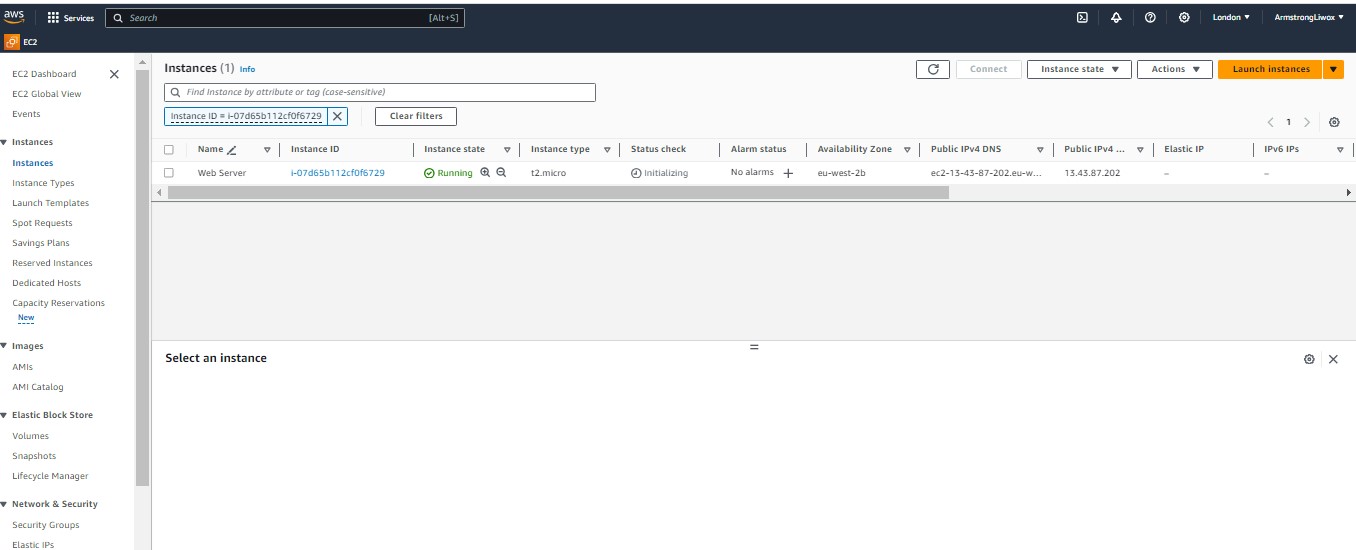 aws Services Search [Alt+S] London ▼ ArmstrongLiwox ▼
EC2
EC2 Dashboard
EC2 Global View
Events
Instances
Instances
Instance Types
Launch Templates
Spot Requests
Savings Plans
Reserved Instances
Dedicated Hosts
Capacity Reservations
New
Images
AMIs
AMI Catalog
Elastic Block Store
Volumes
Snapshots
Lifecycle Manager
Network & Security
Security Groups
Elastic IPs
Instances (1) Info Connect Instance state ▼ Actions ▼ Launch instances ▼
Find Instance by attribute or tag (case-sensitive)
Instance ID = i-07d65b112cf0f6729 Clear filters
1
Name Instance ID Instance state Instance type Status check Alarm status Availability Zone Public IPv4 DNS Public IPv4 ... Elastic IP IPv6 IPs
Web Server i-07d65b112cf0f6729 Running t2.micro Initializing No alarms + eu-west-2b ec2-13-43-87-202.eu-w... 13.43.87.202 – –
Select an instance